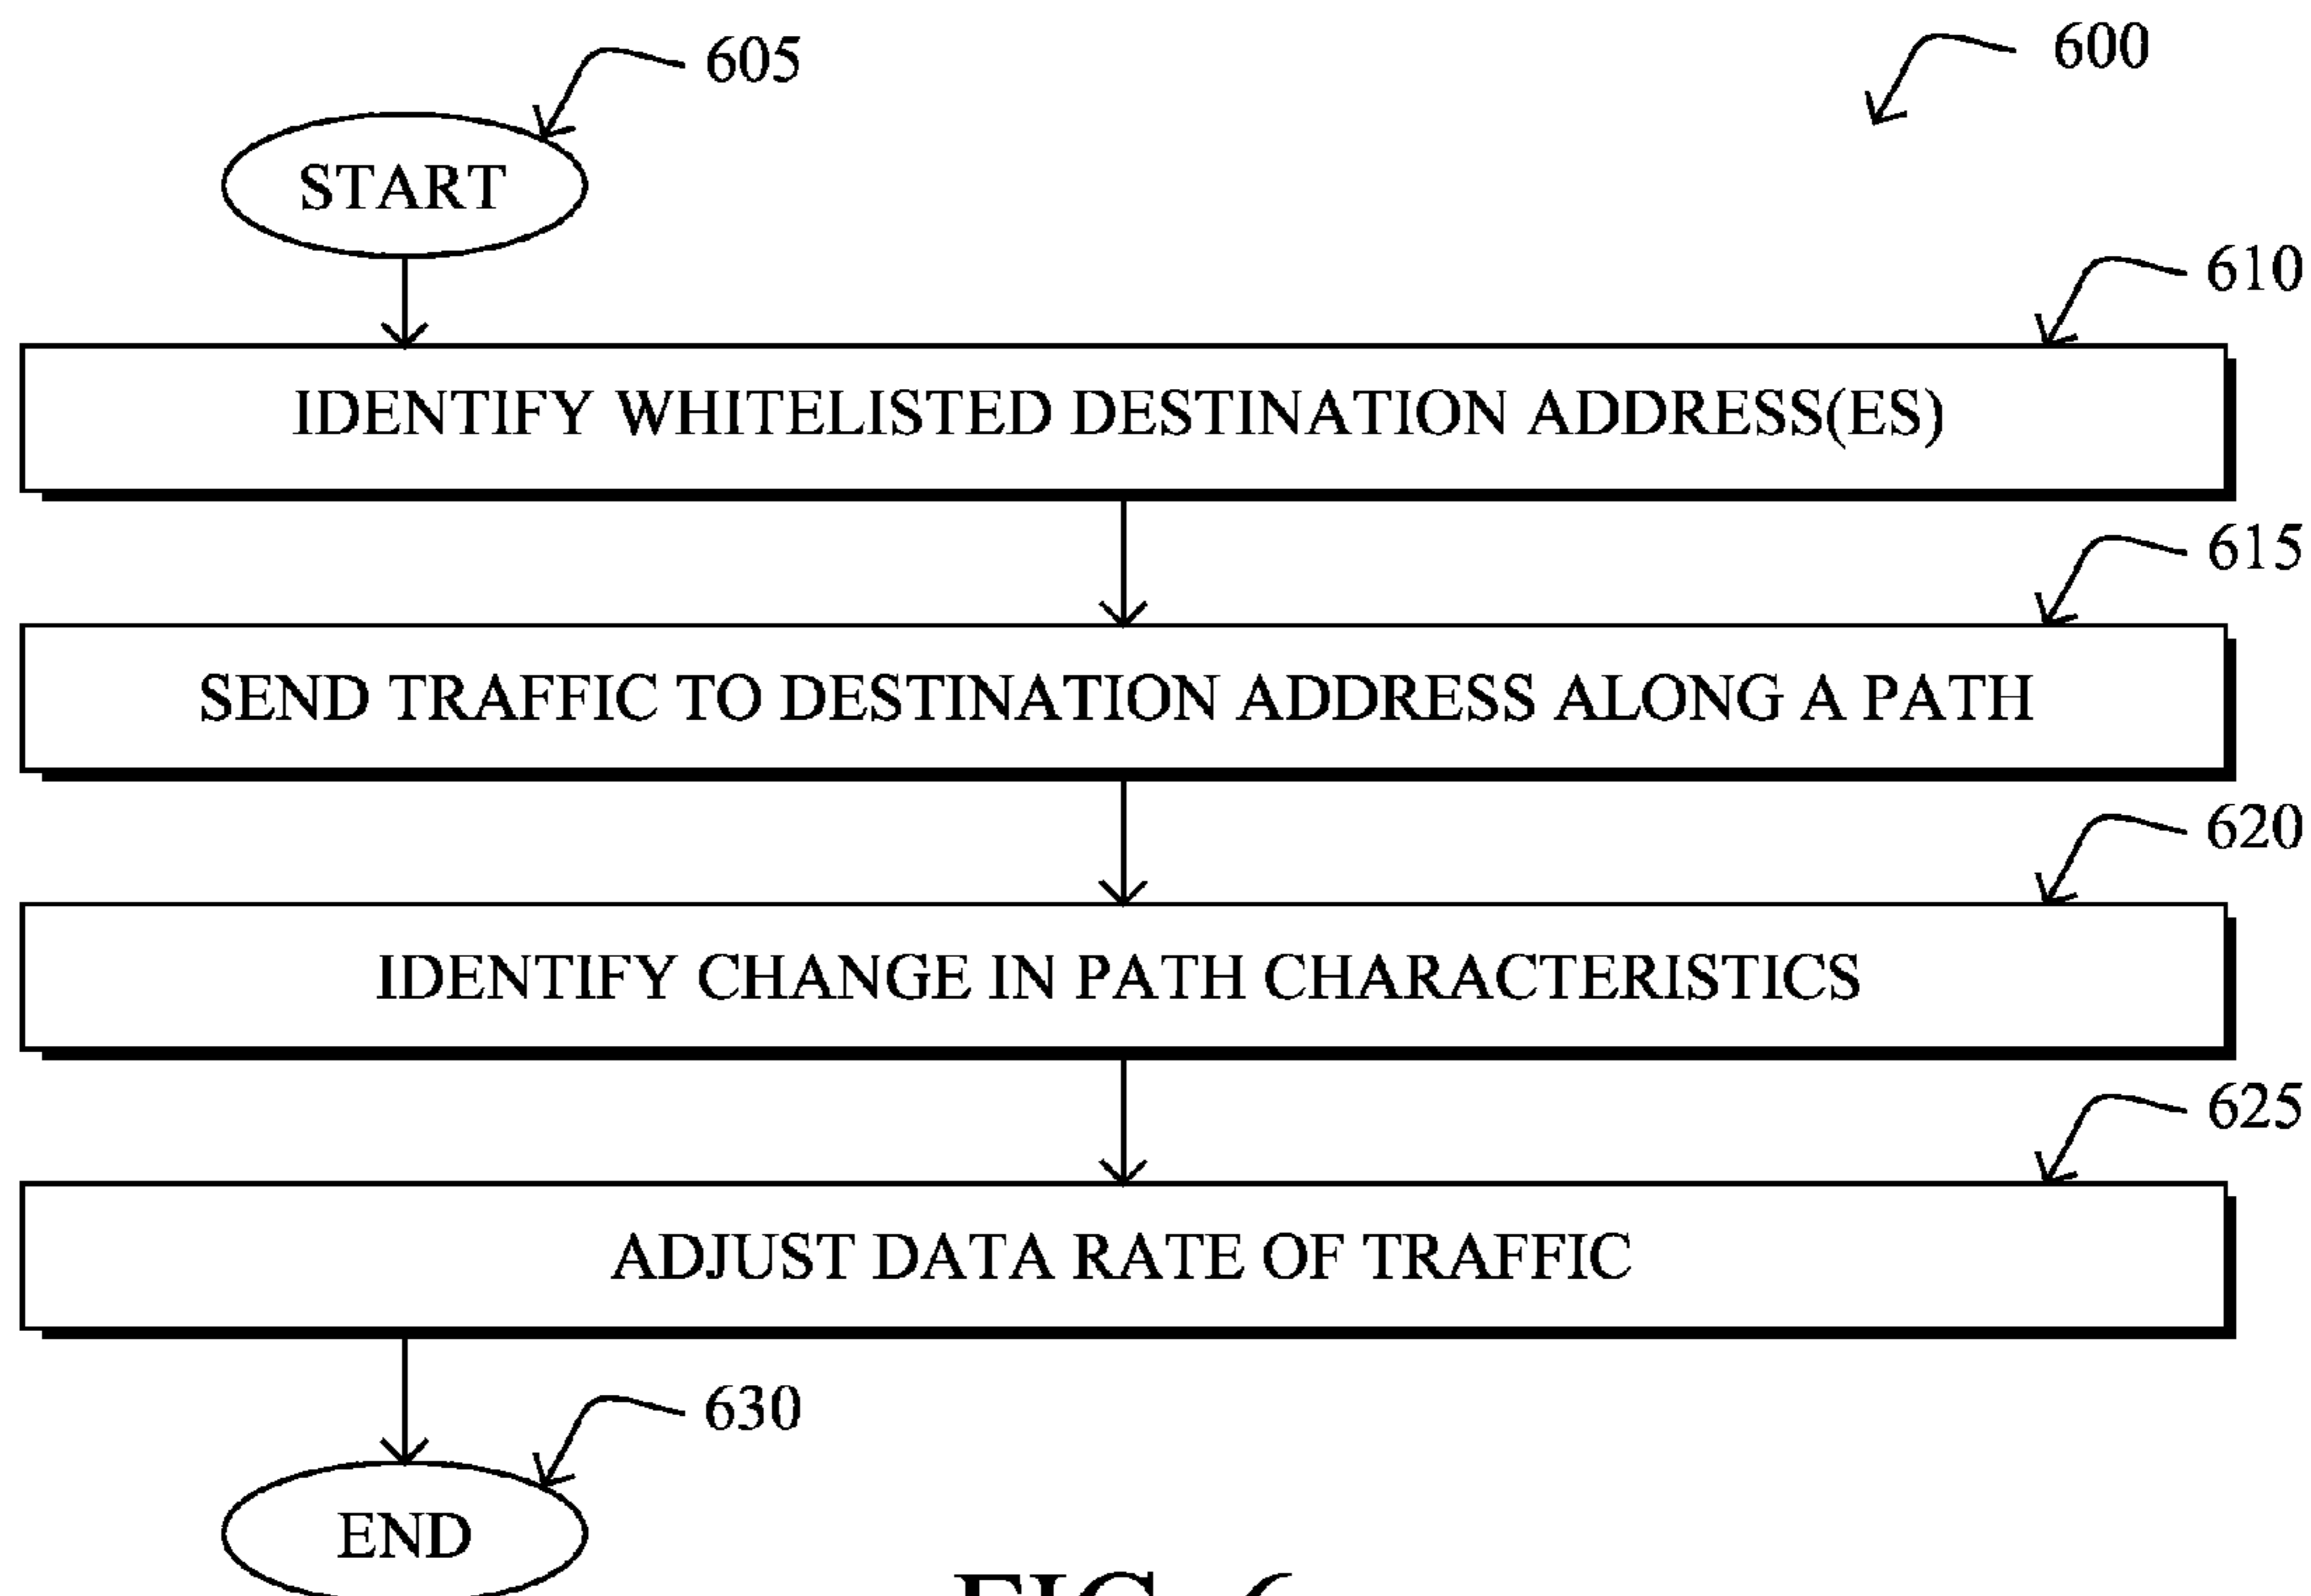 605
600
START
610
IDENTIFY WHITELISTED DESTINATION ADDRESS(ES)
615
SEND TRAFFIC TO DESTINATION ADDRESS ALONG A PATH
620
IDENTIFY CHANGE IN PATH CHARACTERISTICS
625
ADJUST DATA RATE OF TRAFFIC
630
END